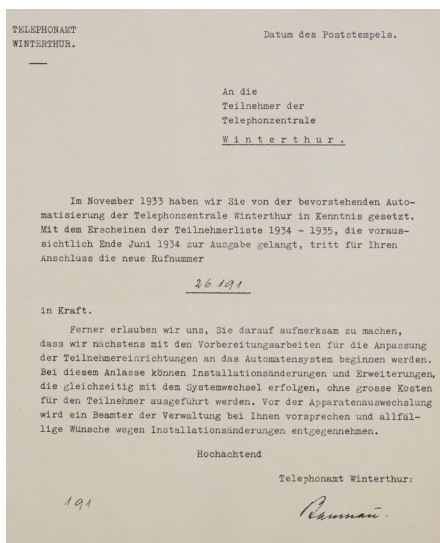 TELEPHONAMT
WINTERTHUR.
Datum des Poststempels.
An die
Teilnehmer der
Telephonzentrale
Winterthur.
Im November 1933 haben wir Sie von der bevorstehenden Auto-
matisierung der Telephonzentrale Winterthur in Kenntnis gesetzt.
Mit dem Erscheinen der Teilnehmerliste 1934 - 1935, die voraus-
sichtlich Ende Juni 1934 zur Ausgabe gelangt, tritt für Ihren
Anschluss die neue Rufnummer
26191
in Kraft.
Ferner erlauben wir uns, Sie darauf aufmerksam zu machen,
dass wir nächstens mit den Vorbereitungsarbeiten für die Anpassung
der Teilnehmereinrichtungen an das Automatensystem beginnen werden.
Bei diesem Anlasse können Installationsänderungen und Erweiterungen,
die gleichzeitig mit dem Systemwechsel erfolgen, ohne grosse Kosten
für den Teilnehmer ausgeführt werden. Vor der Apparatenauswechslung
wird ein Beamter der Verwaltung bei Ihnen vorsprechen und allfäl-
lige Wünsche wegen Installationsänderungen entgegennehmen.
Hochachtend
Telephonamt Winterthur:
191